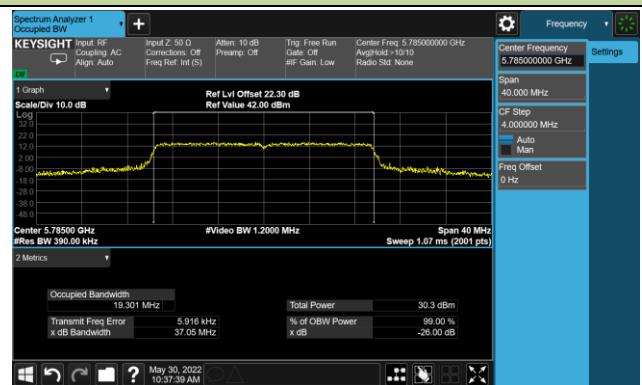 Spectrum Analyzer 1
Occupied BW
Frequency
KEYSIGHT
Input: RF
Coupling: AC
Align: Auto
Input Z: 50 Ω
Corrections: Off
Freq Ref: Int (S)
Atten: 10 dB
Preamp: Off
Trig: Free Run
Gate: Off
#IF Gain: Low
Center Freq: 5.785000000 GHz
Avg|Hold:>10/10
Radio Std: None
Center Frequency
5.785000000 GHz
Settings
Span
40.000 MHz
CF Step
4.000000 MHz
Auto
Man
Freq Offset
0 Hz
1 Graph
Scale/Div 10.0 dB
Ref Lvl Offset 22.30 dB
Ref Value 42.00 dBm
Log
32.0
22.0
12.0
2.00
-8.00
-18.0
-28.0
-38.0
-48.0
Center 5.78500 GHz
#Video BW 1.2000 MHz
Span 40 MHz
#Res BW 390.00 kHz
Sweep 1.07 ms (2001 pts)
2 Metrics
Occupied Bandwidth
19.301 MHz
Total Power 30.3 dBm
Transmit Freq Error 5.916 kHz
% of OBW Power 99.00 %
x dB Bandwidth 37.05 MHz
x dB -26.00 dB
May 30, 2022
10:37:39 AM